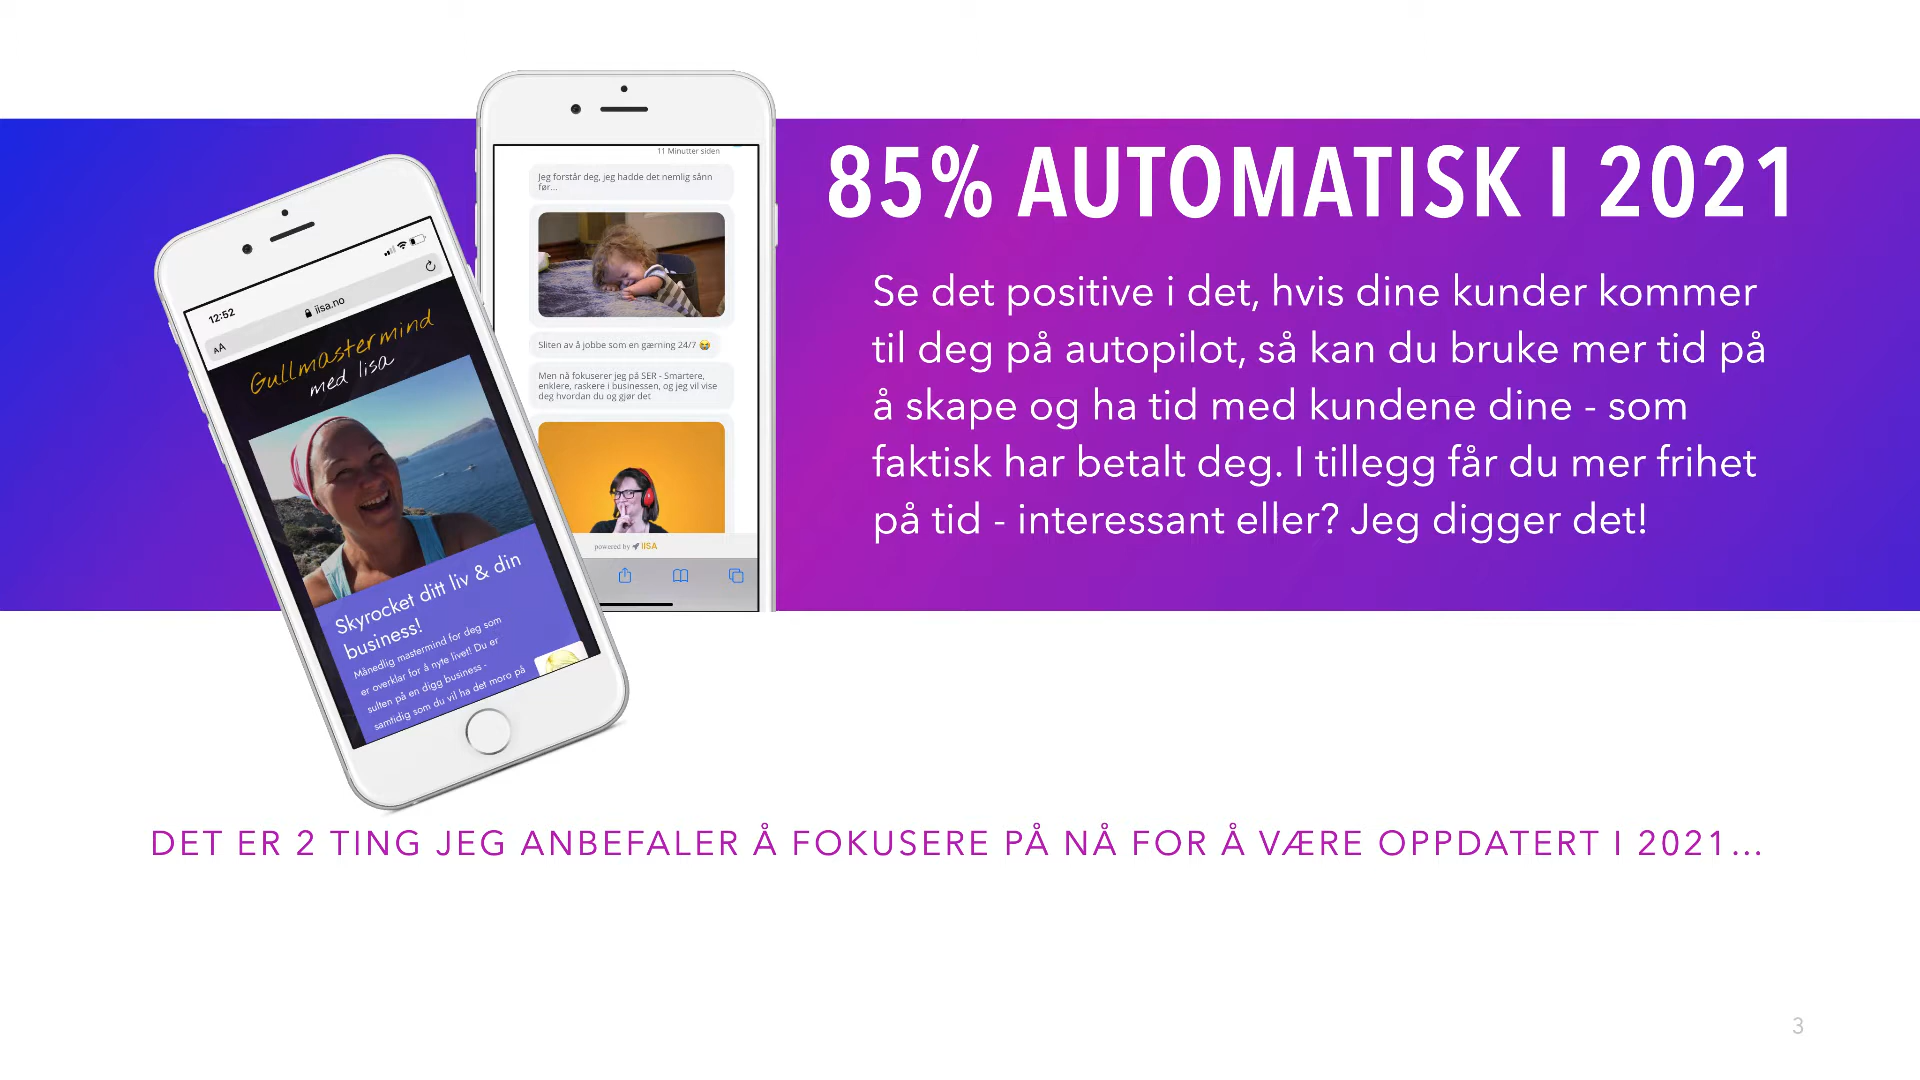 85% AUTOMATISK I 2021
Se det positive i det, hvis dine kunder kommer
til deg på autopilot, så kan du bruke mer tid på
å skape og ha tid med kundene dine - som
faktisk har betalt deg. I tillegg får du mer frihet
på tid - interessant eller? Jeg digger det!
11 Minutter siden
Jeg forstår deg, jeg hadde det nemlig sånn
før...
Sliten av å jobbe som en gærning 24/7 😭
Men nå fokuserer jeg på SER - Smartere,
enklere, raskere i businessen, og jeg vil vise
deg hvordan du og gjør det
powered by iISA
12:52
AA
iisa.no
Gullmastermind
med lisa
Skyrocket ditt liv & din
business!
Månedlig mastermind for deg som
er overklar for å nyte livet! Du er
sulten på en digg business -
samtidig som du vil ha det moro på
DET ER 2 TING JEG ANBEFALER Å FOKUSERE PÅ NÅ FOR Å VÆRE OPPDATERT I 2021...
3